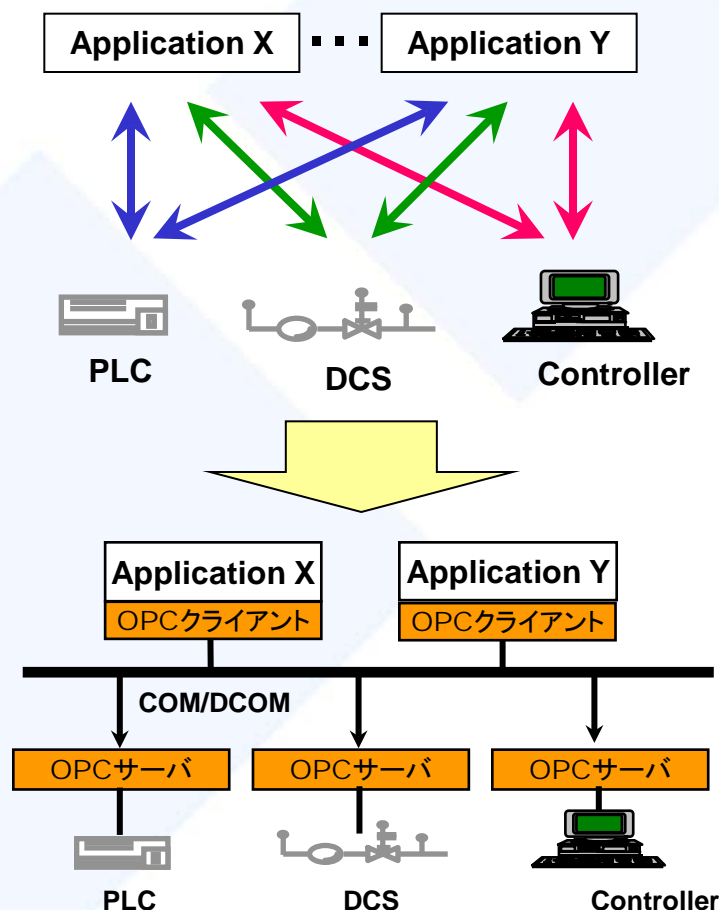 Application X ▪▪▪ Application Y
PLC
DCS
Controller
Application X
Application Y
OPCクライアント
OPCクライアント
COM/DCOM
OPCサーバ
OPCサーバ
OPCサーバ
PLC
DCS
Controller